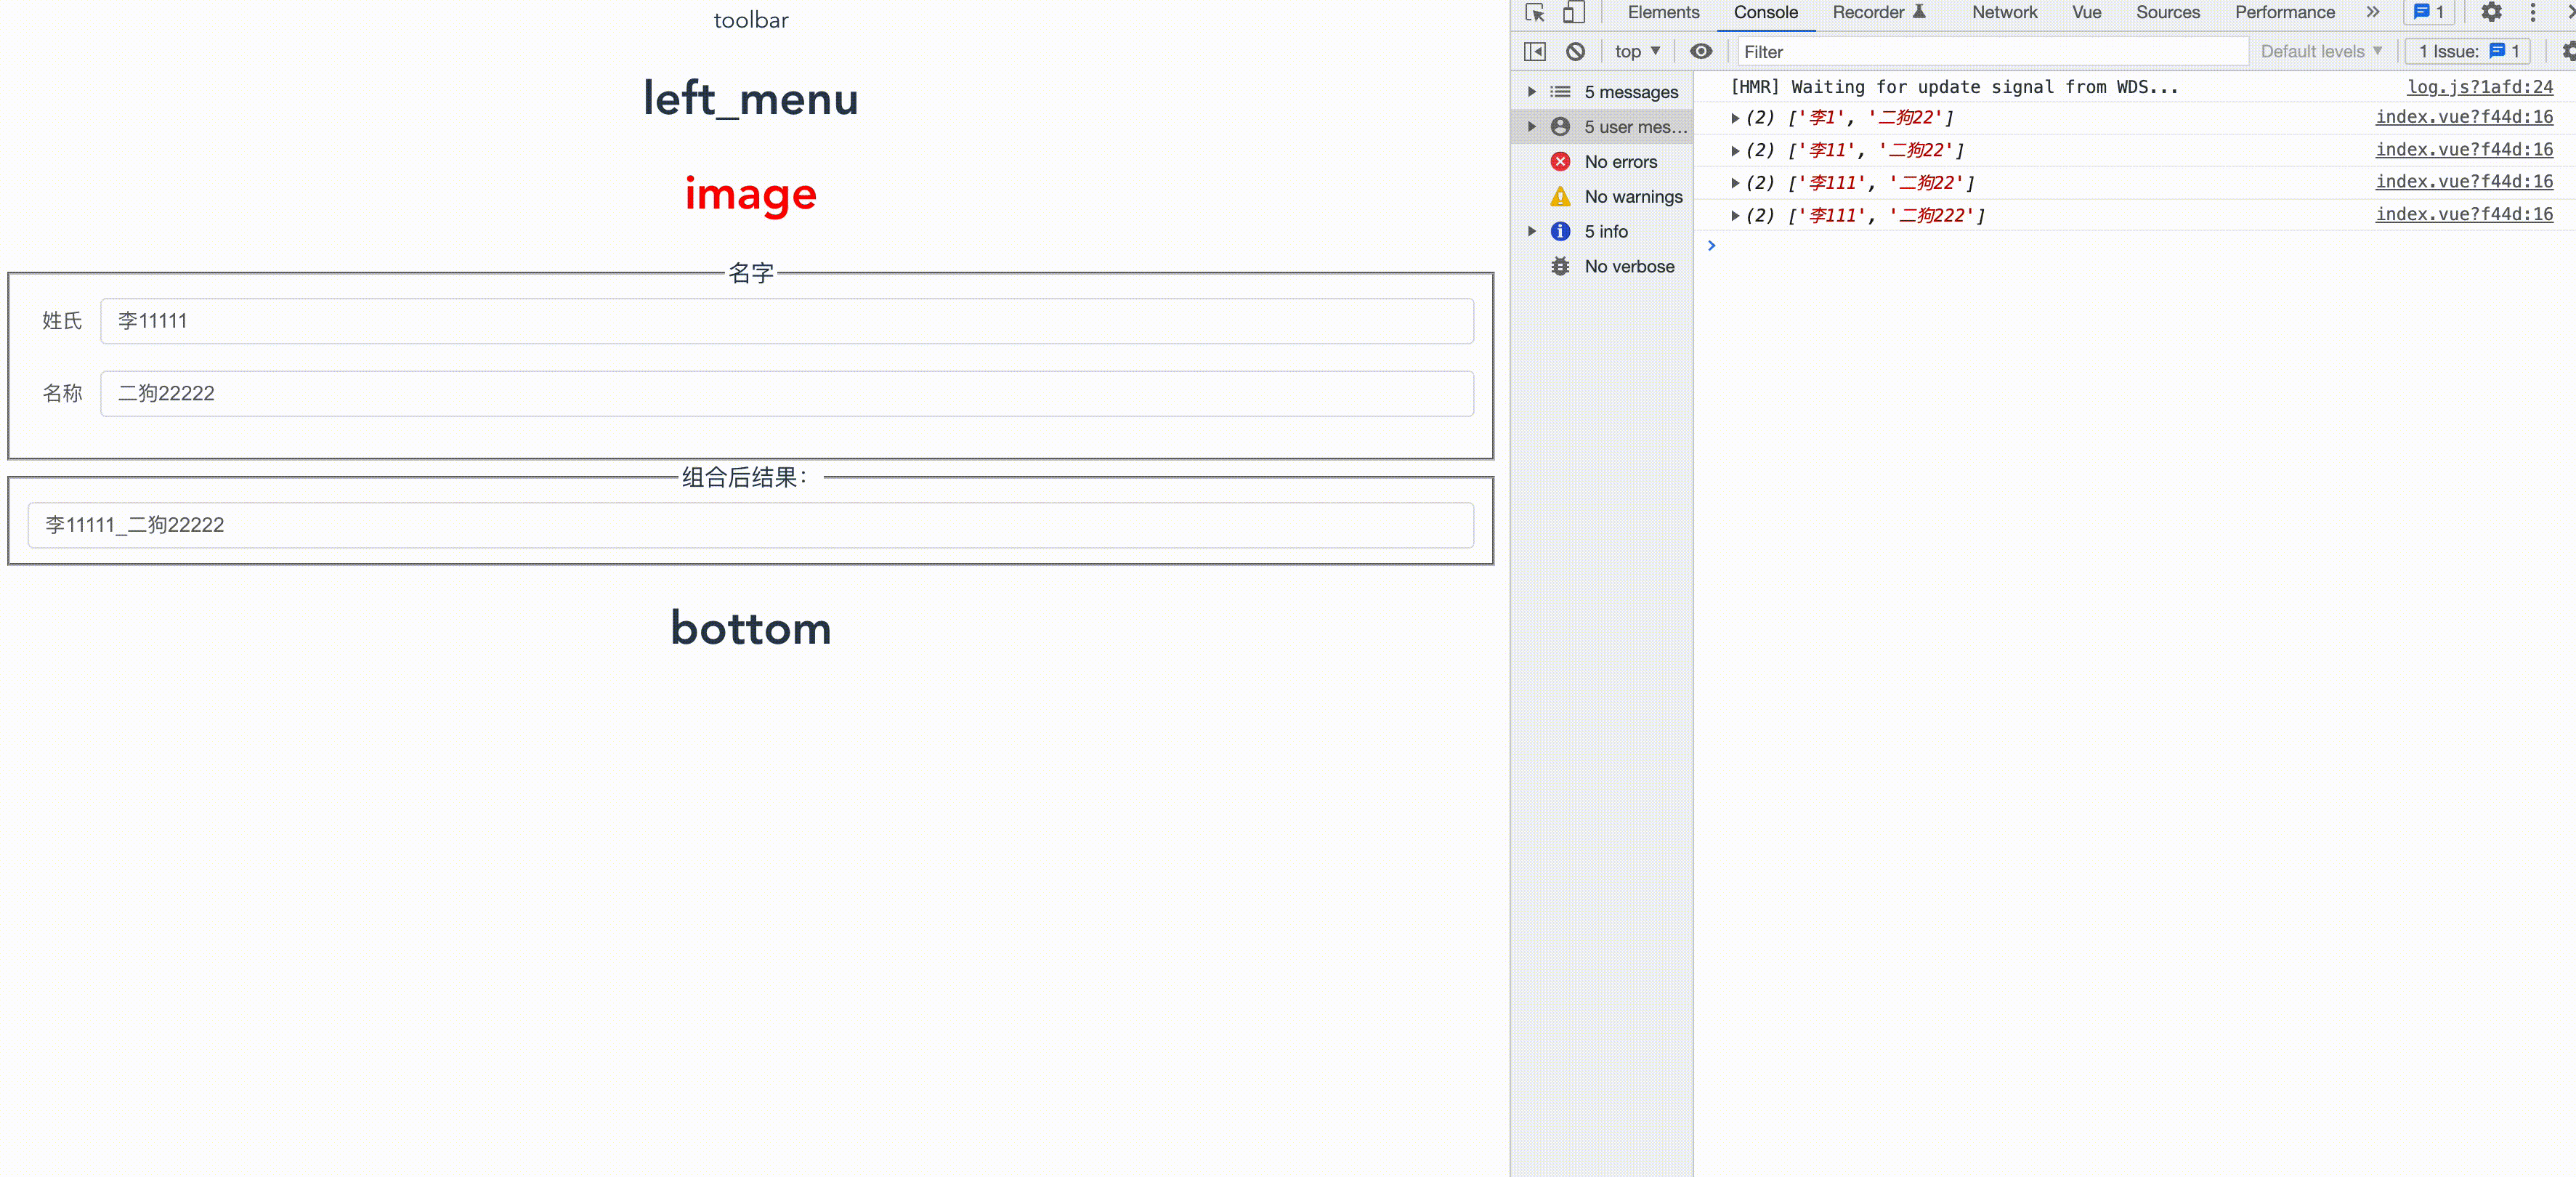 toolbar
left_menu
image
名字
姓氏 李11111
名称 二狗22222
组合后结果：
李11111_二狗22222
bottom
Elements Console Recorder Network Vue Sources Performance » 1
top ▼ Filter Default levels ▼ 1 Issue: 1
5 messages
5 user mes...
No errors
No warnings
5 info
No verbose
[HMR] Waiting for update signal from WDS... log.js?1afd:24
(2) ['李1', '二狗22'] index.vue?f44d:16
(2) ['李11', '二狗22'] index.vue?f44d:16
(2) ['李111', '二狗22'] index.vue?f44d:16
(2) ['李111', '二狗222'] index.vue?f44d:16